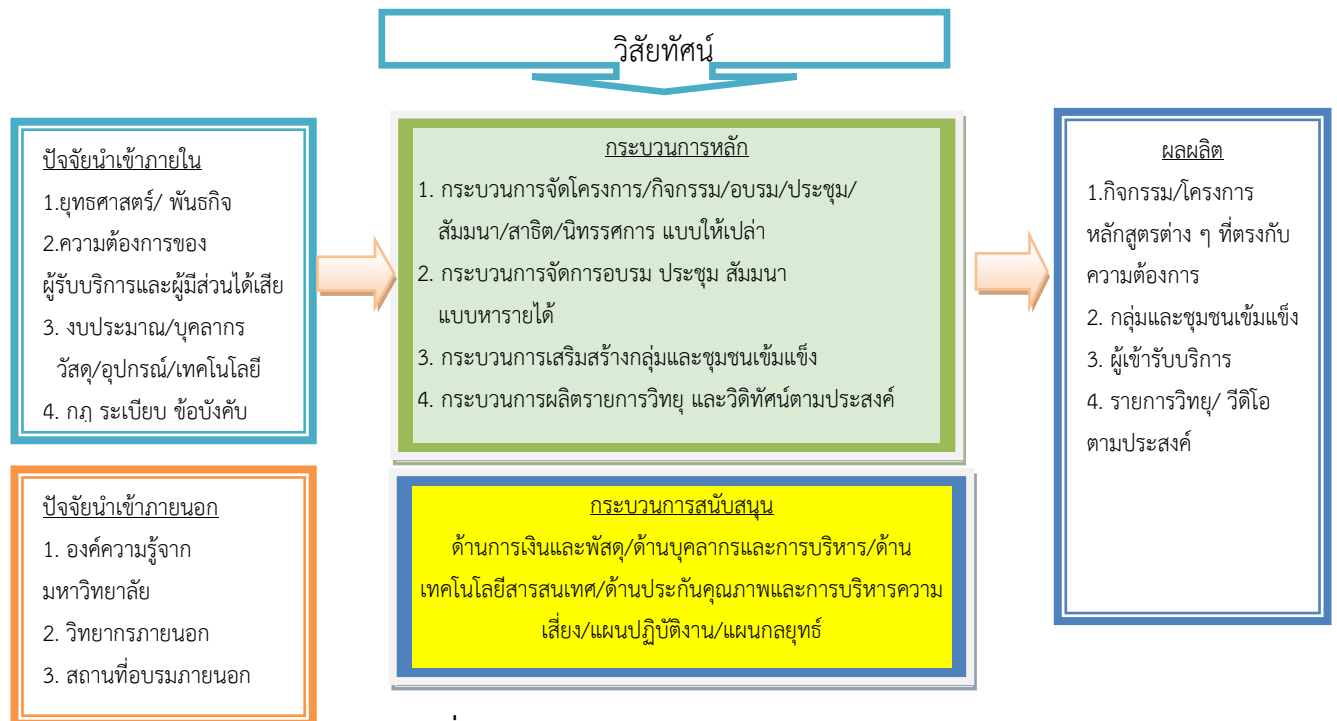 วิสัยทัศน์
ปัจจัยนำเข้าภายใน
1.ยุทธศาสตร์/ พันธกิจ
2.ความต้องการของ
ผู้รับบริการและผู้มีส่วนได้เสีย
3. งบประมาณ/บุคลากร
วัสดุ/อุปกรณ์/เทคโนโลยี
4. กฎ ระเบียบ ข้อบังคับ
ปัจจัยนำเข้าภายนอก
1. องค์ความรู้จาก
มหาวิทยาลัย
2. วิทยากรภายนอก
3. สถานที่อบรมภายนอก
กระบวนการหลัก
1. กระบวนการจัดโครงการ/กิจกรรม/อบรม/ประชุม/
สัมมนา/สาธิต/นิทรรศการ แบบให้เปล่า
2. กระบวนการจัดการอบรม ประชุม สัมมนา
แบบหารายได้
3. กระบวนการเสริมสร้างกลุ่มและชุมชนเข้มแข็ง
4. กระบวนการผลิตรายการวิทยุ และวิดิทัศน์ตามประสงค์
กระบวนการสนับสนุน
ด้านการเงินและพัสดุ/ด้านบุคลากรและการบริหาร/ด้าน
เทคโนโลยีสารสนเทศ/ด้านประกันคุณภาพและการบริหารความ
เสี่ยง/แผนปฏิบัติงาน/แผนกลยุทธ์
ผลผลิต
1.กิจกรรม/โครงการ
หลักสูตรต่าง ๆ ที่ตรงกับ
ความต้องการ
2. กลุ่มและชุมชนเข้มแข็ง
3. ผู้เข้ารับบริการ
4. รายการวิทยุ/ วีดิโอ
ตามประสงค์